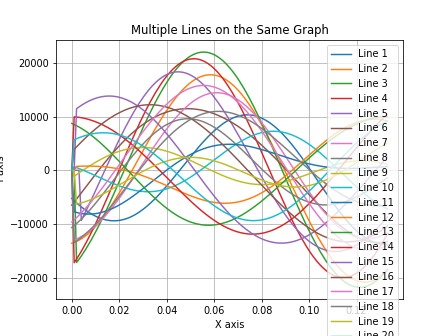 Multiple Lines on the Same Graph
20000
10000
0
−10000
−20000
0.00
0.02
0.04
0.06
0.08
0.10
X axis
Line 1
Line 2
Line 3
Line 4
Line 5
Line 6
Line 7
Line 8
Line 9
Line 10
Line 11
Line 12
Line 13
Line 14
Line 15
Line 16
Line 17
Line 18
Line 19
Line 20